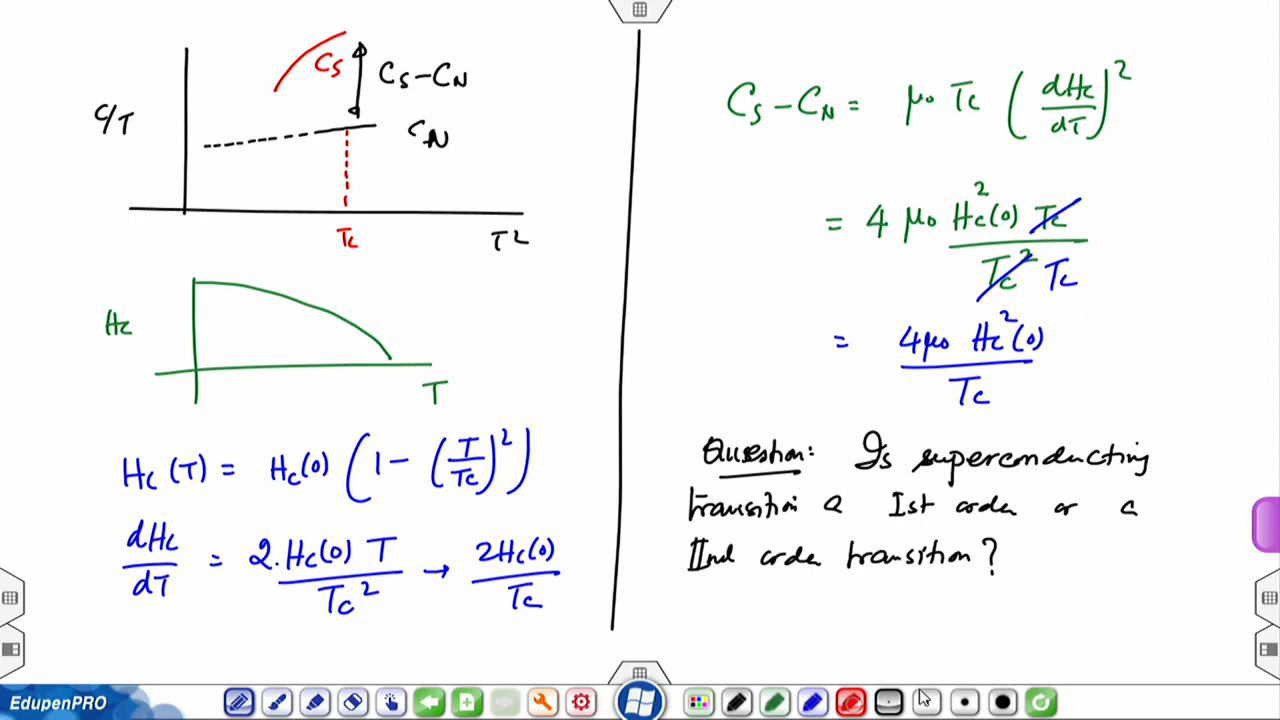 C/T
Cs
Cs-CN
CN
Tc
T²
Hc
T
Hc(T) = Hc(0) (1 - (T/Tc)²)
dHc/dT = 2.Hc(0) T/Tc² → 2Hc(0)/Tc
Cs-CN = μ₀ Tc (dHc/dT)²
= 4 μ₀ Hc²(0) Tc/Tc² Tc
= 4μ₀ Hc²(0)/Tc
Question: Is superconducting
transition a Ist order or a
IInd order transition?
EdupenPRO